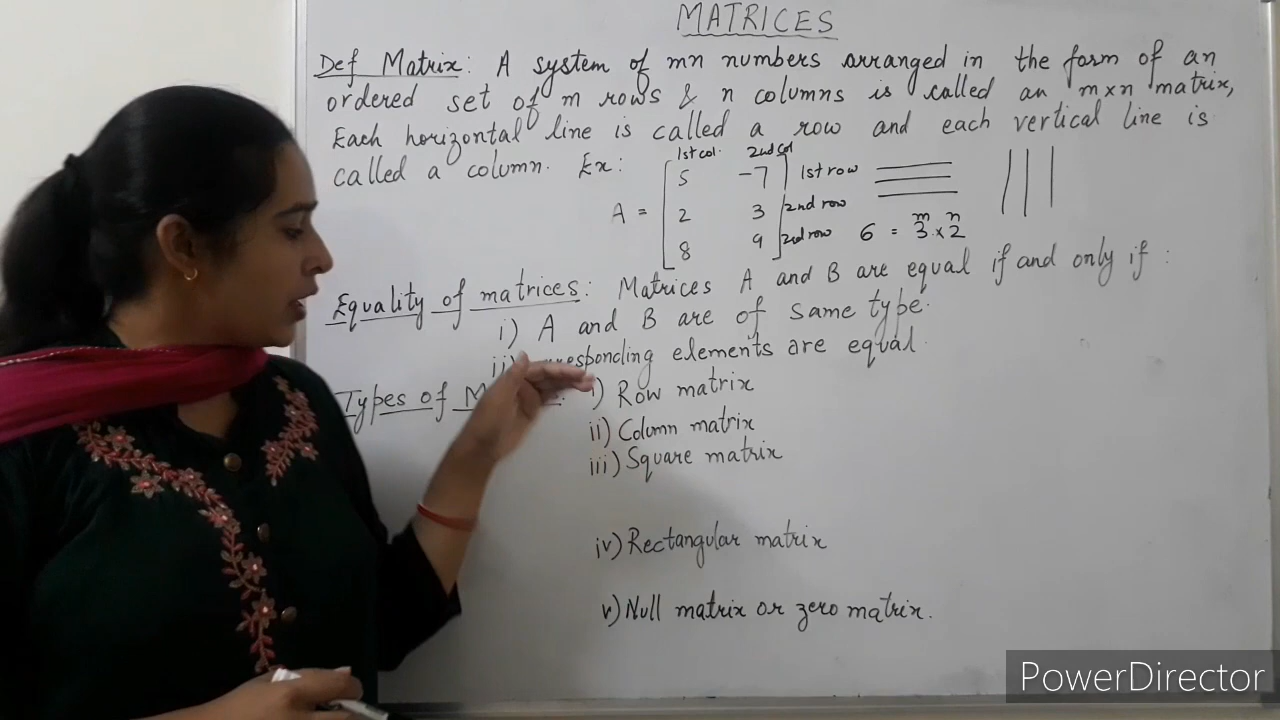 MATRICES
Def Matrix: A system of mn numbers arranged in the form of an
ordered set of m rows & n columns is called an m×n matrix,
Each horizontal line is called a row and each vertical line is
called a column. Ex:
1st col. 2nd col
A = [ 5 -7 ] 1st row
2 3 2nd row
8 9 2rd row 6 = 3 × 2
m n
Equality of matrices: Matrices A and B are equal if and only if :
i) A and B are of same type.
ii) elements are equal.
Types of i) Row matrix
ii) Column matrix
iii) Square matrix
iv) Rectangular matrix
v) Null matrix or zero matrix.
PowerDirector